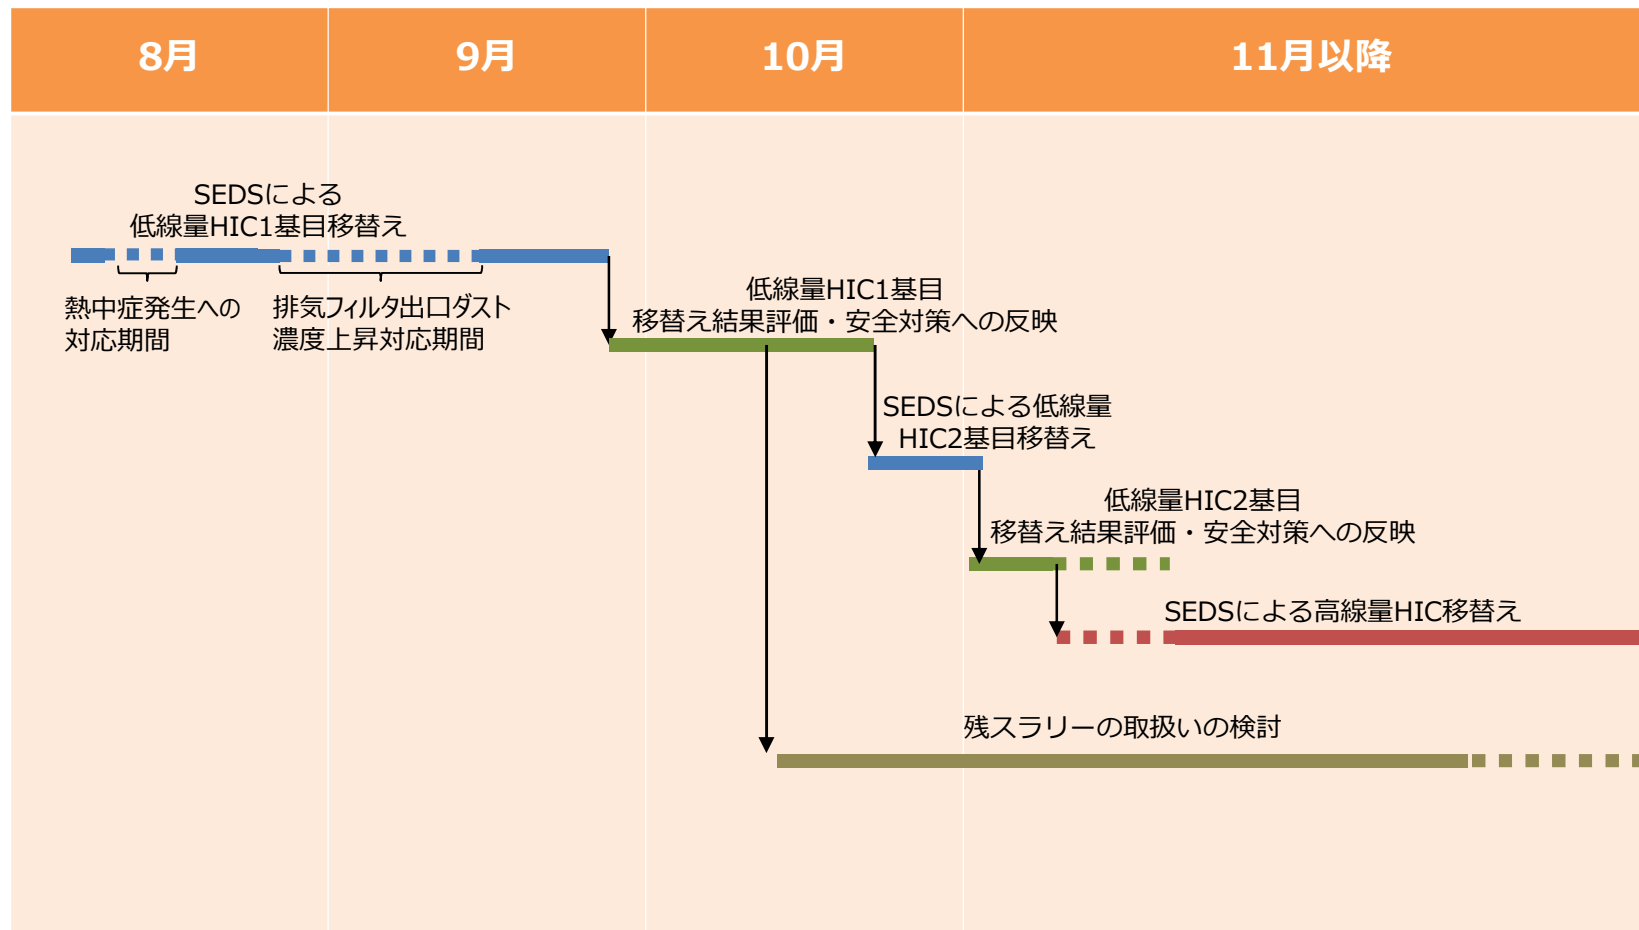 8月
9月
10月
11月以降
SEDSによる
低線量HIC1基目移替え
熱中症発生への
対応期間
排気フィルタ出口ダスト
濃度上昇対応期間
低線量HIC1基目
移替え結果評価・安全対策への反映
SEDSによる低線量
HIC2基目移替え
低線量HIC2基目
移替え結果評価・安全対策への反映
SEDSによる高線量HIC移替え
残スラリーの取扱いの検討